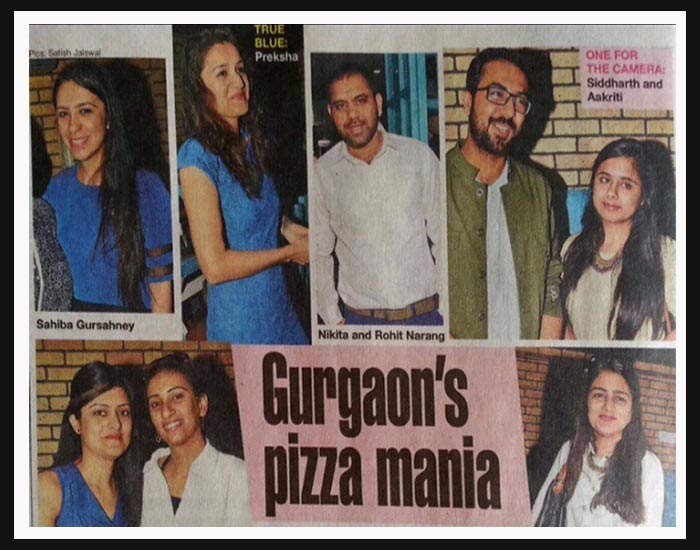 Pics: Satish Jaiswal
TRUE
BLUE:
Preksha
ONE FOR
THE CAMERA:
Siddharth and
Aakriti
Sahiba Gursahney
Nikita and Rohit Narang
Gurgaon's
pizza mania